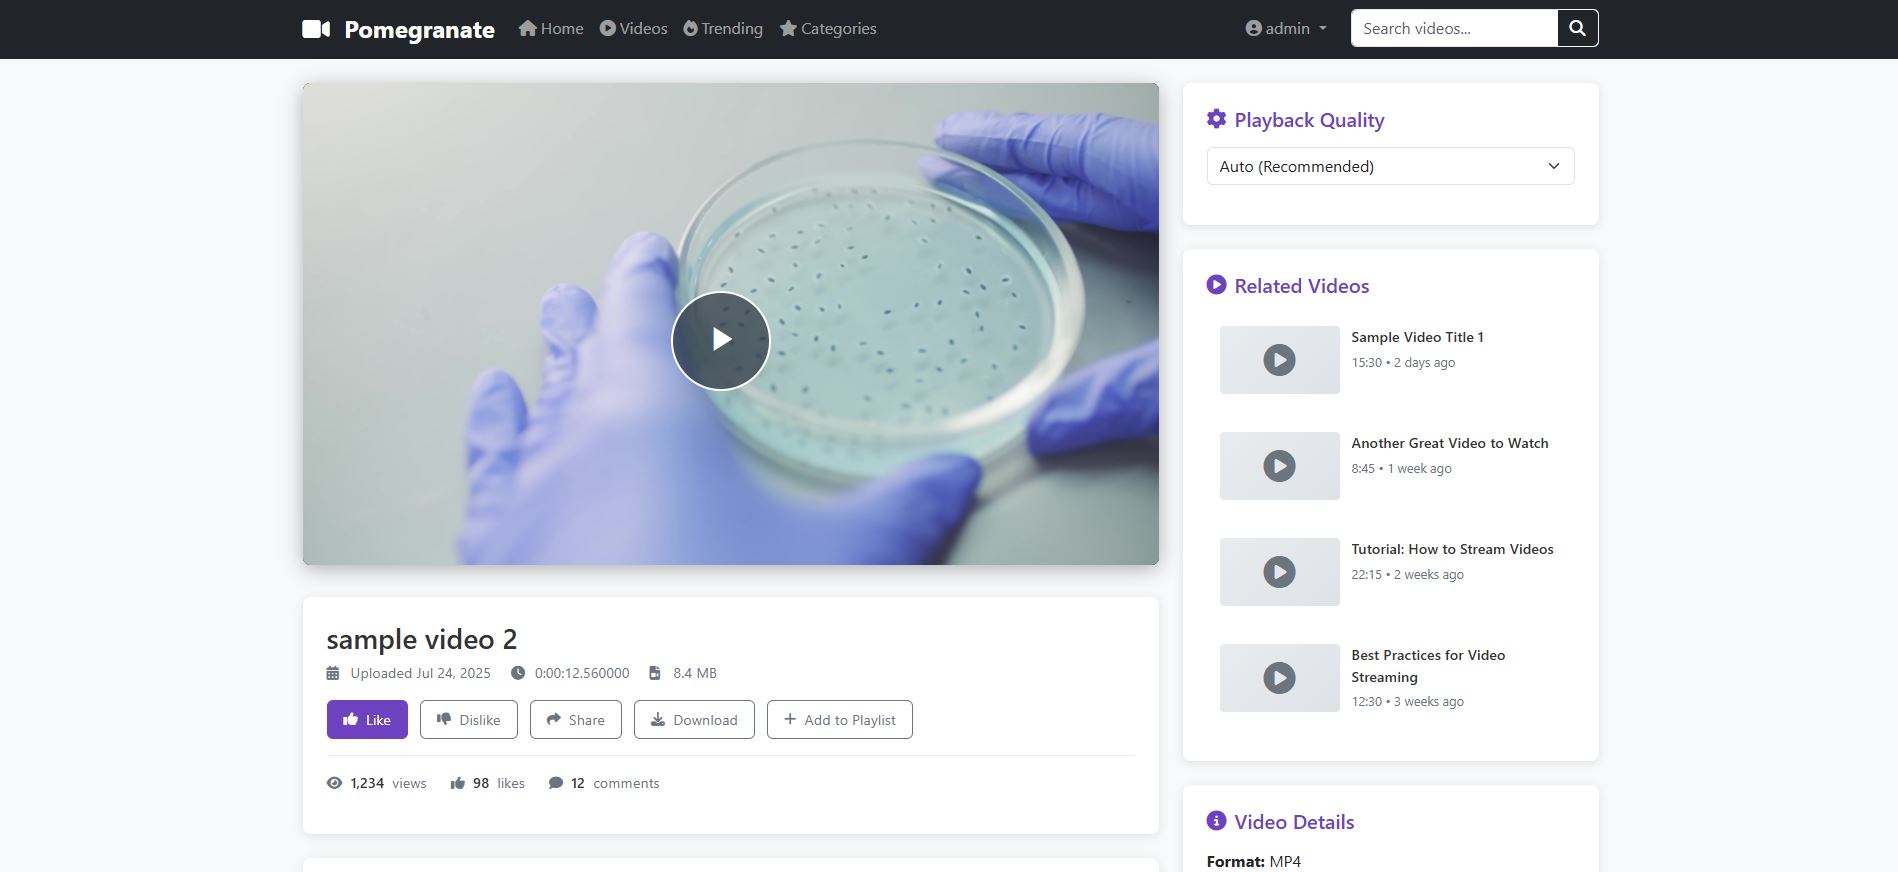 Pomegranate Home Videos Trending Categories admin Search videos...
sample video 2
Uploaded Jul 24, 2025 0:00:12.560000 8.4 MB
Like Dislike Share Download Add to Playlist
1,234 views 98 likes 12 comments
Playback Quality
Auto (Recommended)
Related Videos
Sample Video Title 1
15:30 • 2 days ago
Another Great Video to Watch
8:45 • 1 week ago
Tutorial: How to Stream Videos
22:15 • 2 weeks ago
Best Practices for Video
Streaming
12:30 • 3 weeks ago
Video Details
Format: MP4